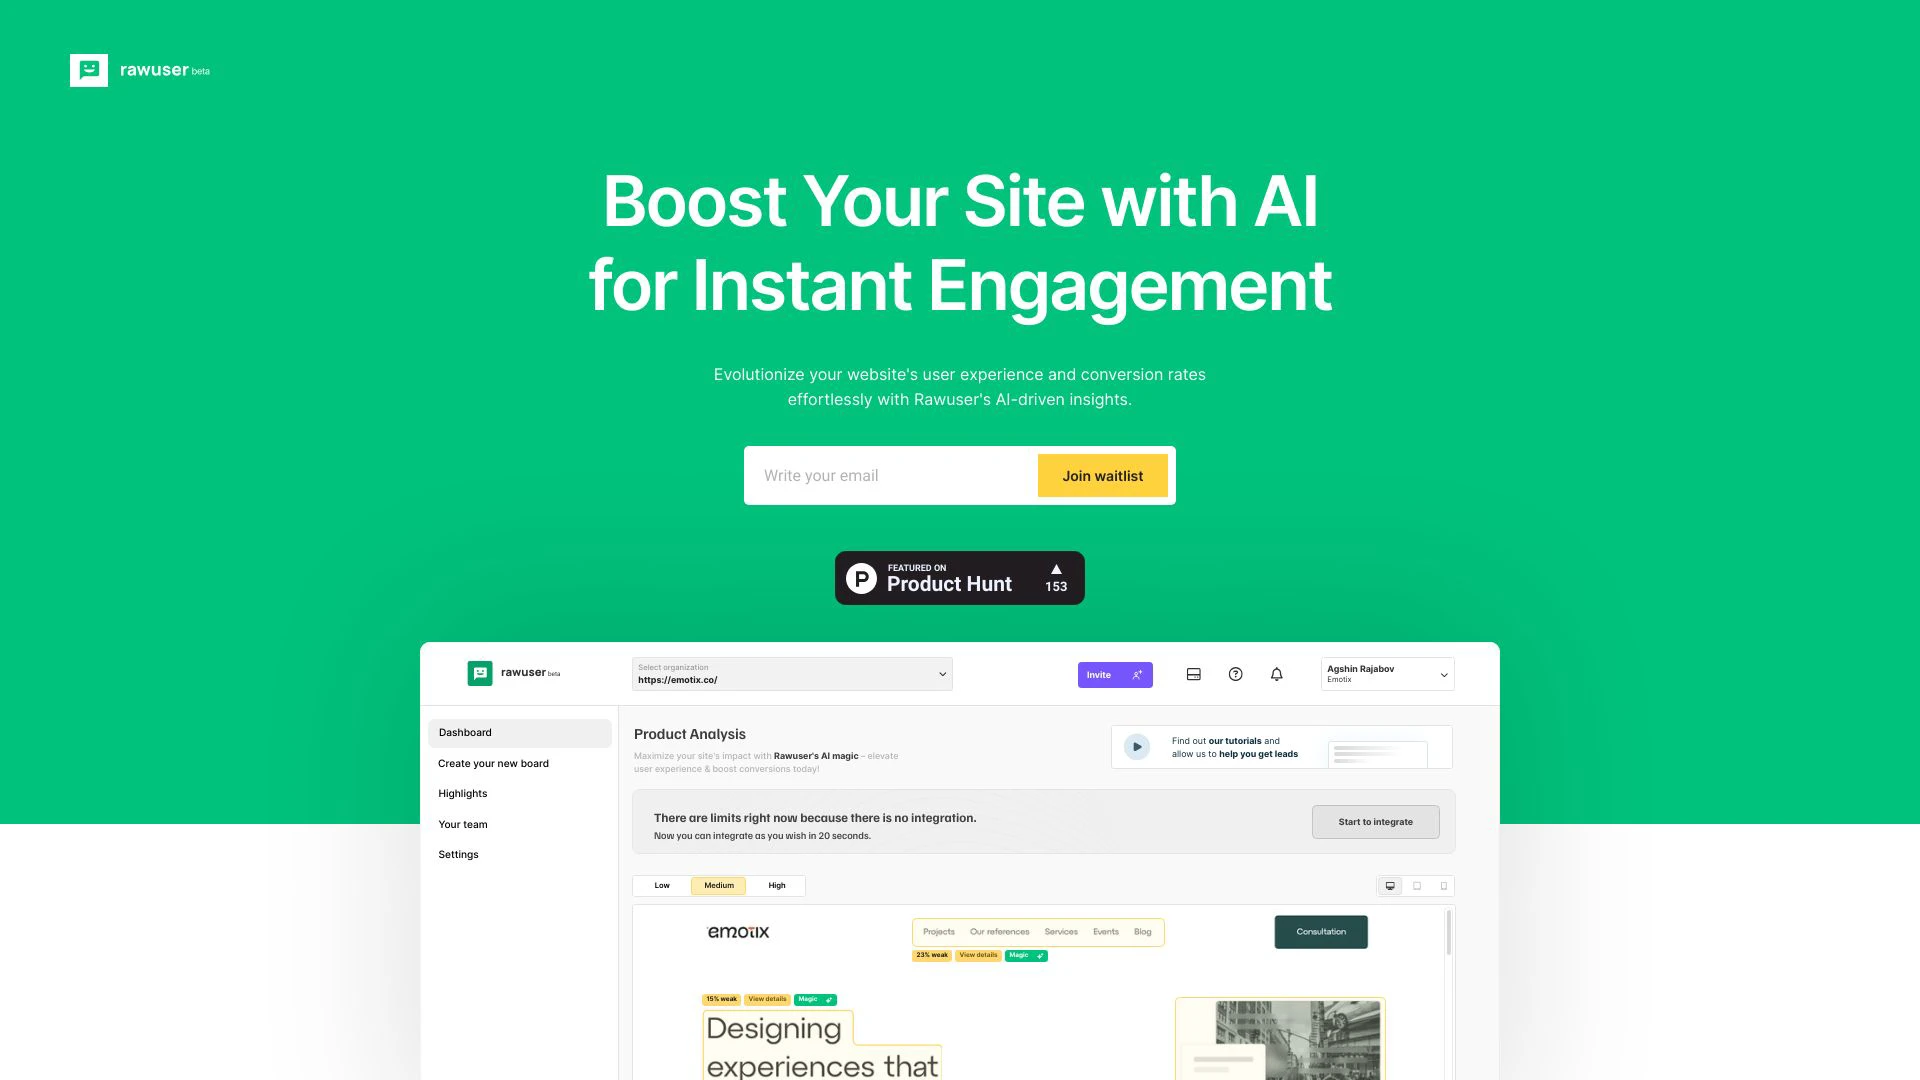 rawuser beta
Boost Your Site with AI
for Instant Engagement
Evolutionize your website's user experience and conversion rates
effortlessly with Rawuser's AI-driven insights.
Write your email
Join waitlist
FEATURED ON
Product Hunt
153
rawuser beta
Select organization
https://emotix.co/
Invite
Agshin Rajabov
Emotix
Dashboard
Create your new board
Highlights
Your team
Settings
Product Analysis
Maximize your site's impact with Rawuser's AI magic – elevate
user experience & boost conversions today!
Find out our tutorials and
allow us to help you get leads
There are limits right now because there is no integration.
Now you can integrate as you wish in 20 seconds.
Start to integrate
Low Medium High
emotix
Projects Our references Services Events Blog
Consultation
23% weak View details Magic
15% weak View details Magic
Designing
experiences that